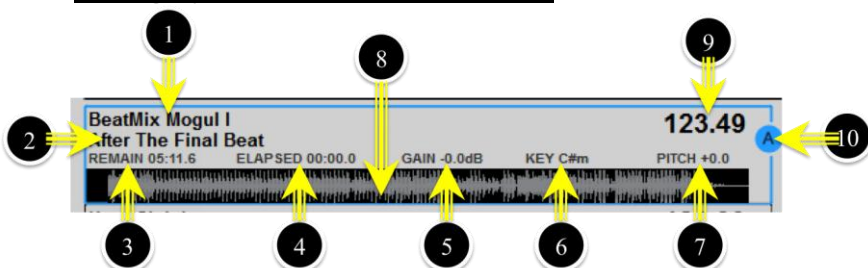 1
8
9
BeatMix Mogul I
123.49
2
After The Final Beat
A
10
REMAIN 05:11.6 ELAPSED 00:00.0 GAIN -0.0dB KEY C#m PITCH +0.0
3
4
5
6
7